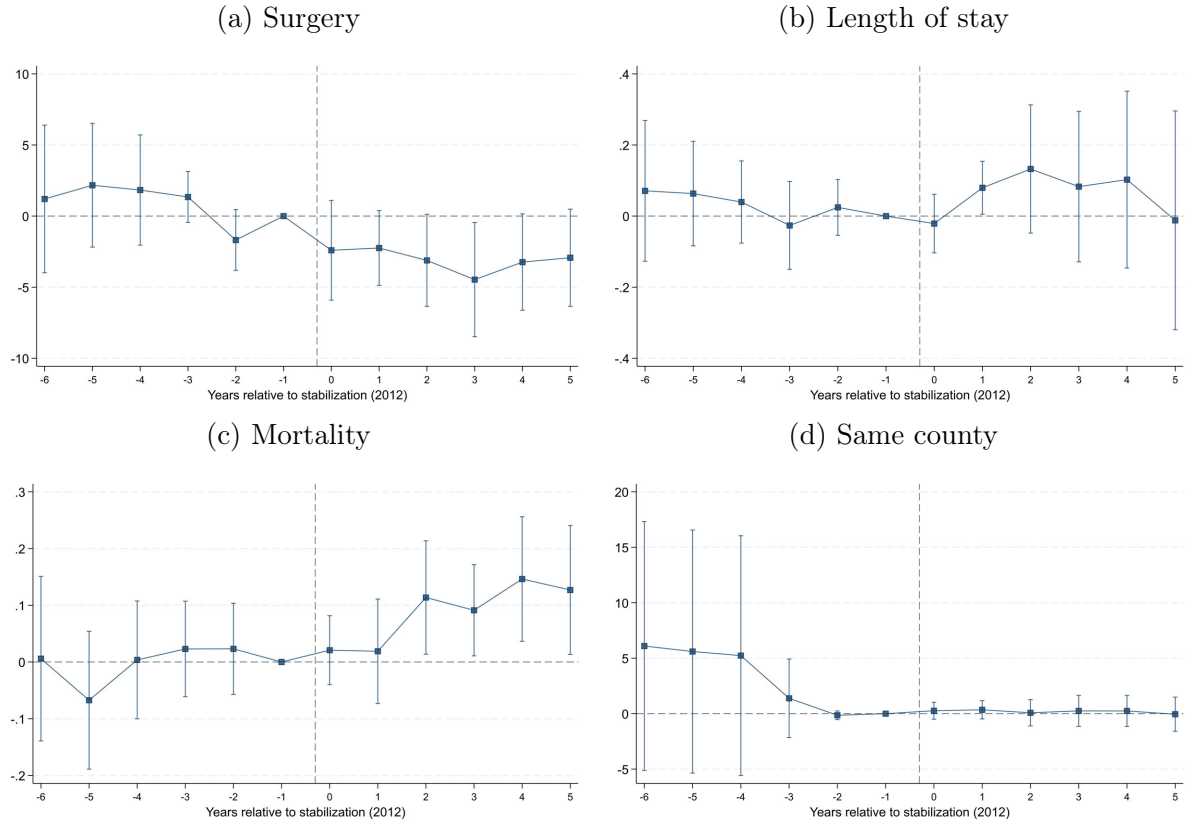 (a) Surgery
10
5
0
-5
-10
-6 -5 -4 -3 -2 -1 0 1 2 3 4 5
Years relative to stabilization (2012)
(b) Length of stay
.4
.2
0
-.2
-.4
-6 -5 -4 -3 -2 -1 0 1 2 3 4 5
Years relative to stabilization (2012)
(c) Mortality
.3
.2
.1
0
-.1
-.2
-6 -5 -4 -3 -2 -1 0 1 2 3 4 5
Years relative to stabilization (2012)
(d) Same county
20
15
10
5
0
-5
-6 -5 -4 -3 -2 -1 0 1 2 3 4 5
Years relative to stabilization (2012)